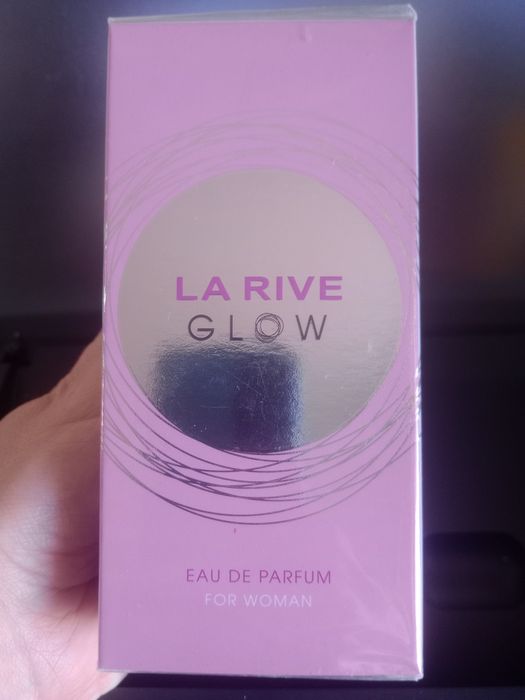 LA RIVE
GLOW
EAU DE PARFUM
FOR WOMAN